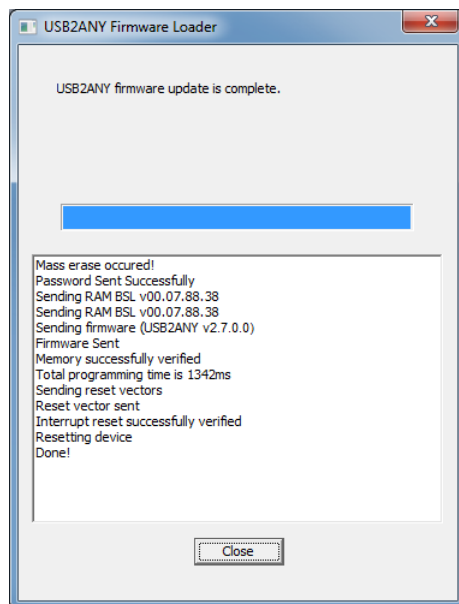 USB2ANY Firmware Loader
USB2ANY firmware update is complete.
Mass erase occured!
Password Sent Successfully
Sending RAM BSL v00.07.88.38
Sending RAM BSL v00.07.88.38
Sending firmware (USB2ANY v2.7.0.0)
Firmware Sent
Memory successfully verified
Total programming time is 1342ms
Sending reset vectors
Reset vector sent
Interrupt reset successfully verified
Resetting device
Done!
Close